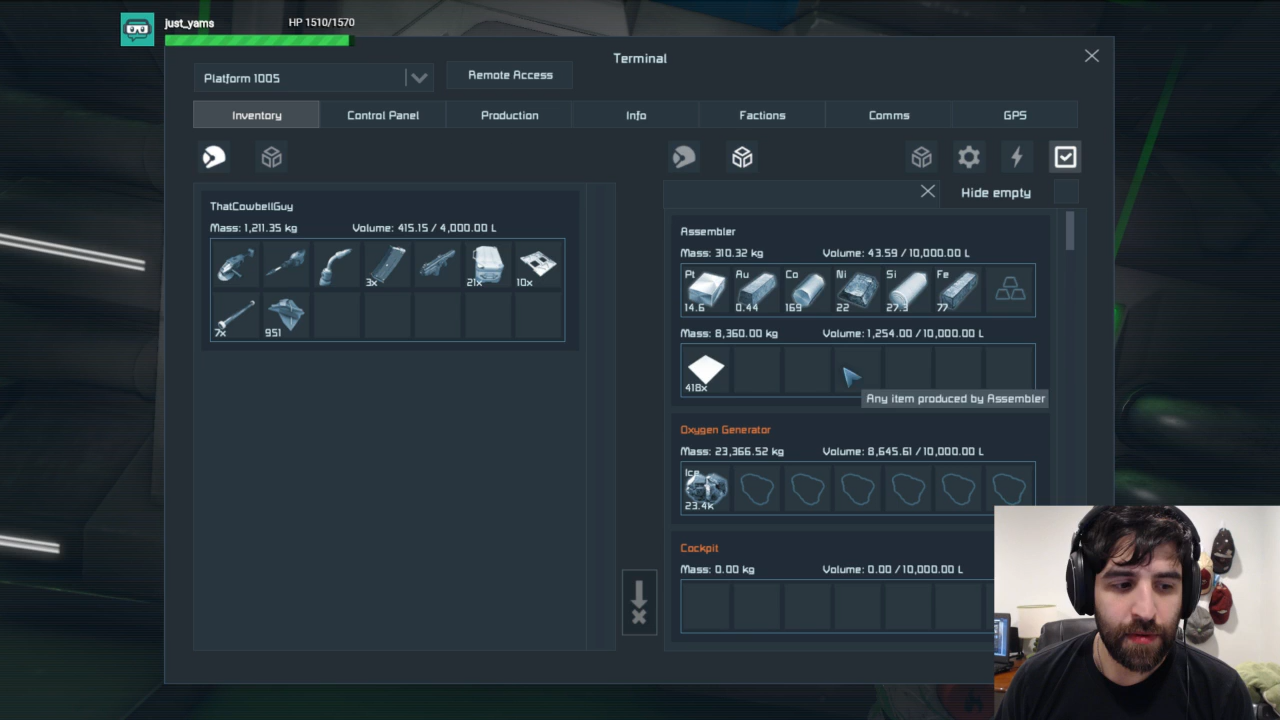 just_yams HP 1510/1570
Terminal
Platform 1005 Remote Access
Inventory Control Panel Production Info Factions Comms GPS
Hide empty
ThatCowbellGuy
Mass: 1,211.35 kg Volume: 415.15 / 4,000.00 L
3x 21x 10x
7x 951
Assembler
Mass: 310.32 kg Volume: 43.59 / 10,000.00 L
Pt Au Co Ni Si Fe
14.6 0.44 169 22 27.3 77
Mass: 8,360.00 kg Volume: 1,254.00 / 10,000.00 L
418x
Any item produced by Assembler
Oxygen Generator
Mass: 23,366.52 kg Volume: 8,645.61 / 10,000.00 L
Ice
23.4k
Cockpit
Mass: 0.00 kg Volume: 0.00 / 10,000.00 L